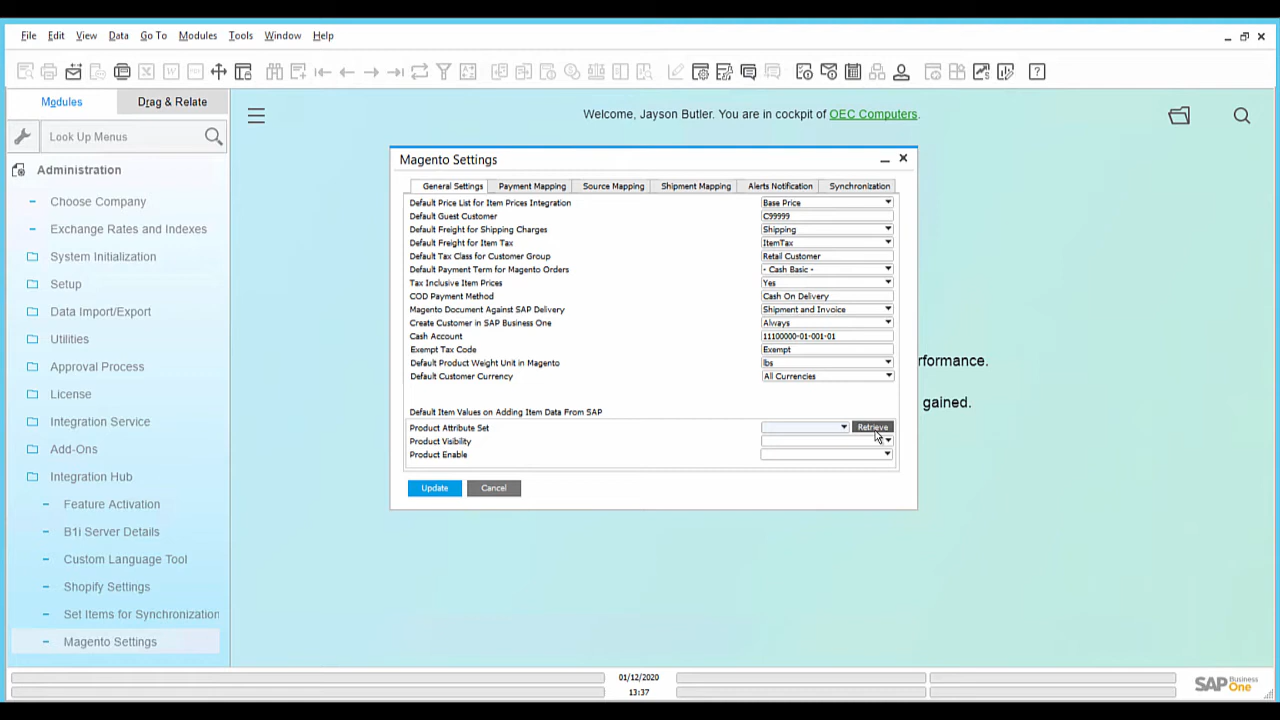 File Edit View Data Go To Modules Tools Window Help
Modules Drag & Relate
Look Up Menus
Administration
Choose Company
Exchange Rates and Indexes
System Initialization
Setup
Data Import/Export
Utilities
Approval Process
License
Integration Service
Add-Ons
Integration Hub
Feature Activation
B1i Server Details
Custom Language Tool
Shopify Settings
Set Items for Synchronization
Magento Settings
Welcome, Jayson Butler. You are in cockpit of OEC Computers.
rformance.
gained.
Magento Settings
General Settings Payment Mapping Source Mapping Shipment Mapping Alerts Notification Synchronization
Default Price List for Item Prices Integration Base Price
Default Guest Customer C99999
Default Freight for Shipping Charges Shipping
Default Freight for Item Tax ItemTax
Default Tax Class for Customer Group Retail Customer
Default Payment Term for Magento Orders - Cash Basic -
Tax Inclusive Item Prices Yes
COD Payment Method Cash On Delivery
Magento Document Against SAP Delivery Shipment and Invoice
Create Customer in SAP Business One Always
Cash Account 11100000-01-001-01
Exempt Tax Code Exempt
Default Product Weight Unit in Magento lbs
Default Customer Currency All Currencies
Default Item Values on Adding Item Data From SAP
Product Attribute Set Retrieve
Product Visibility
Product Enable
Update Cancel
01/12/2020
13:37
SAP Business One